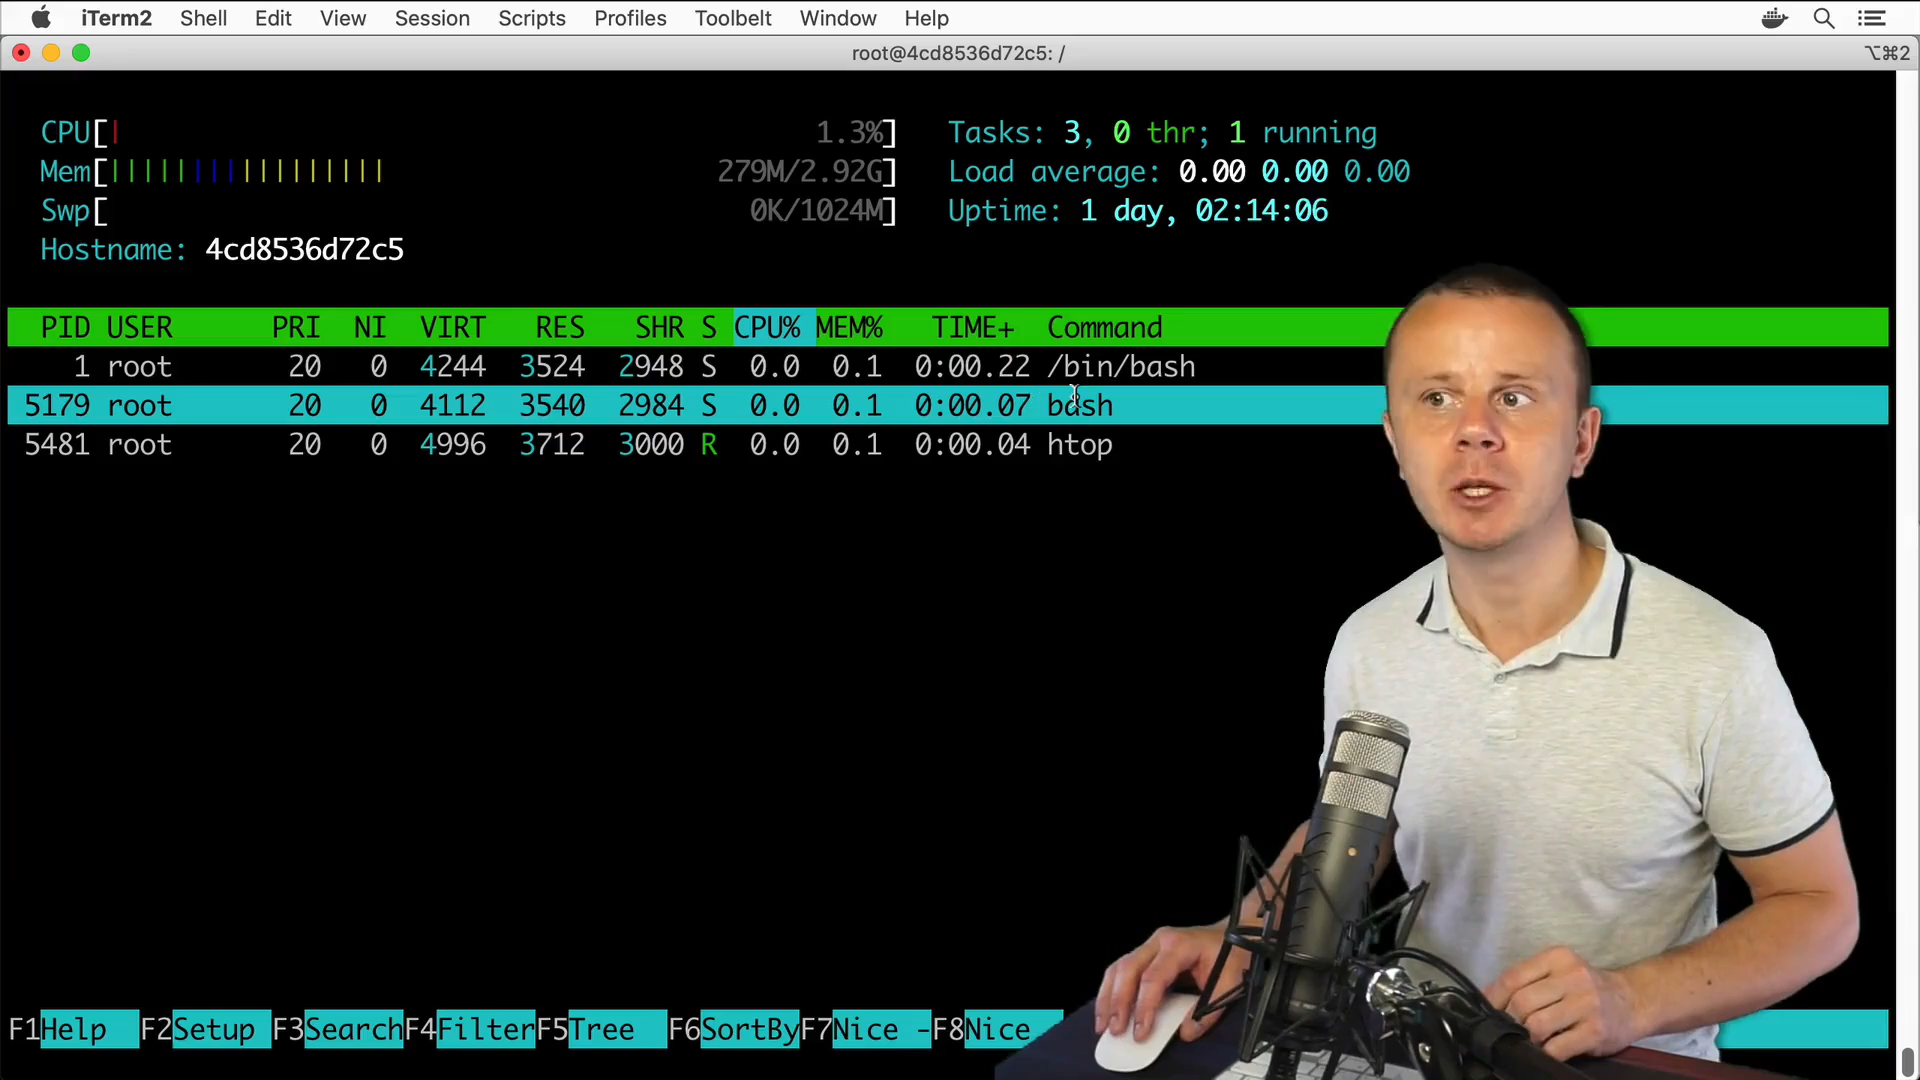 iTerm2 Shell Edit View Session Scripts Profiles Toolbelt Window Help
root@4cd8536d72c5: / ⌥⌘2
CPU[| 1.3%] Tasks: 3, 0 thr; 1 running
Mem[||||||||||||||||| 279M/2.92G] Load average: 0.00 0.00 0.00
Swp[ 0K/1024M] Uptime: 1 day, 02:14:06
Hostname: 4cd8536d72c5
PID USER PRI NI VIRT RES SHR S CPU% MEM% TIME+ Command
1 root 20 0 4244 3524 2948 S 0.0 0.1 0:00.22 /bin/bash
5179 root 20 0 4112 3540 2984 S 0.0 0.1 0:00.07 bash
5481 root 20 0 4996 3712 3000 R 0.0 0.1 0:00.04 htop
F1Help F2Setup F3SearchF4FilterF5Tree F6SortByF7Nice -F8Nice